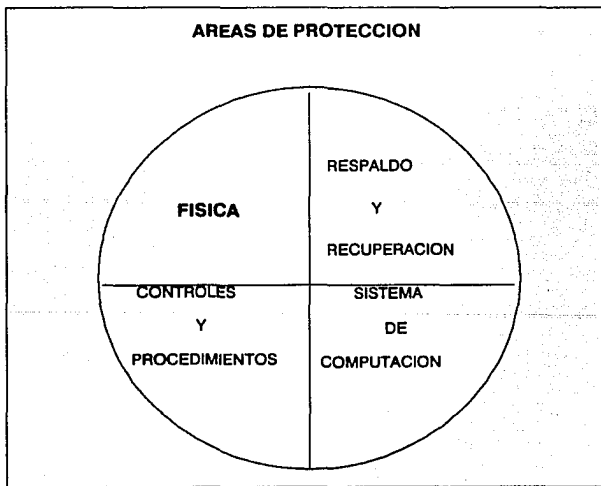 AREAS DE PROTECCION
FISICA
RESPALDO
Y
RECUPERACION
CONTROLES
Y
PROCEDIMIENTOS
SISTEMA
DE
COMPUTACION